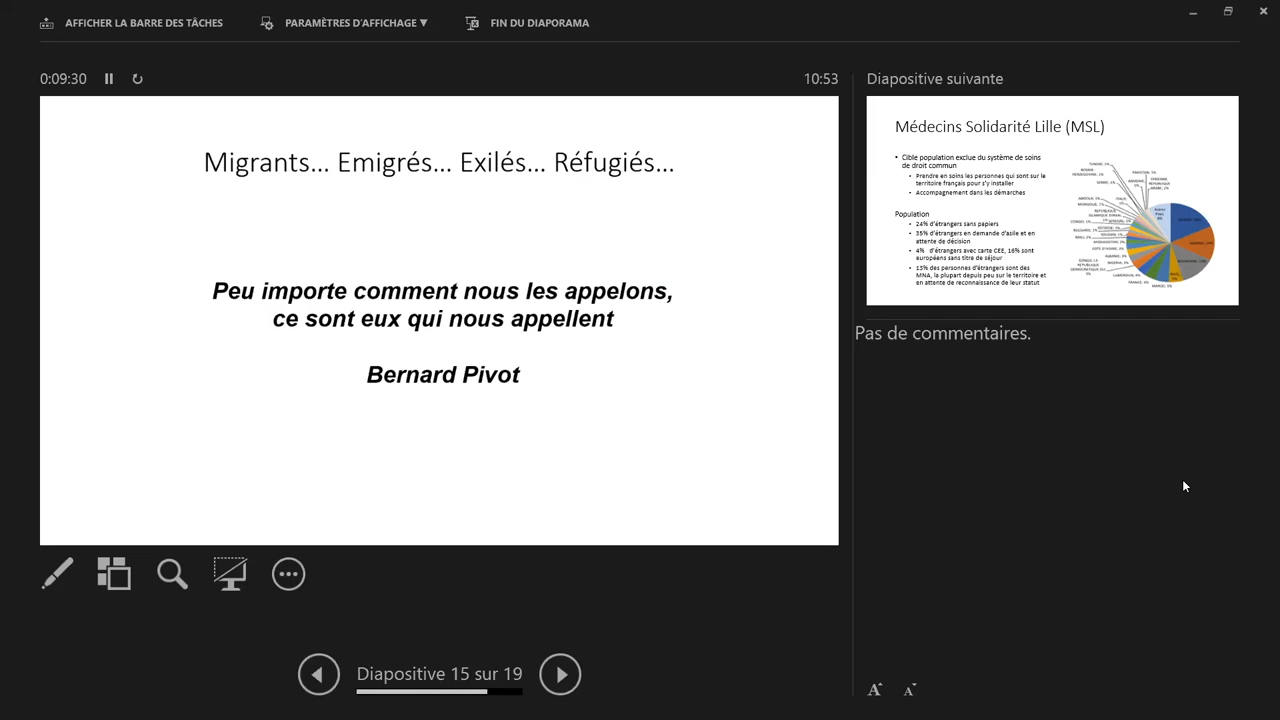 AFFICHER LA BARRE DES TÂCHES
PARAMÈTRES D'AFFICHAGE ▼
FIN DU DIAPORAMA
0:09:30
10:53
Migrants... Emigrés... Exilés... Réfugiés...
Peu importe comment nous les appelons,
ce sont eux qui nous appellent
Bernard Pivot
Diapositive suivante
Médecins Solidarité Lille (MSL)
• Cible population exclue du système de soins
de droit commun
• Prendre en soins les personnes qui sont sur le
territoire français pour s'y installer
• Accompagnement dans les démarches
Population
• 24% d'étrangers sans papiers
• 35% d'étrangers en demande d'asile et en
attente de décision
• 4% d'étrangers avec carte CEE, 16% sont
européens sans titre de séjour
• 13% des personnes d'étrangers sont des
MNA, la plupart depuis peu sur le territoire et
en attente de reconnaissance de leur statut
Pas de commentaires.
Diapositive 15 sur 19
A A